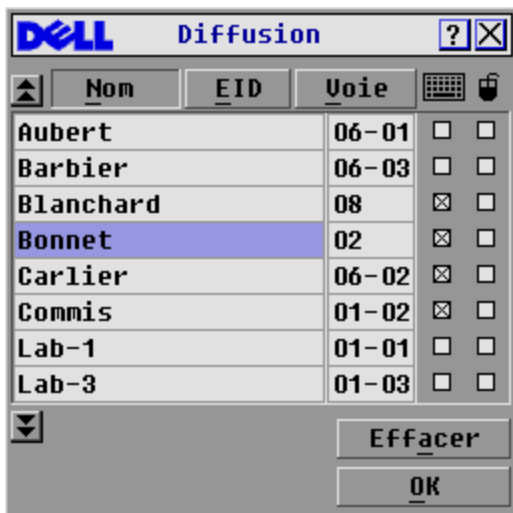 DELL Diffusion ?
Nom EID Voie
Aubert 06-01
Barbier 06-03
Blanchard 08
Bonnet 02
Carlier 06-02
Commis 01-02
Lab-1 01-01
Lab-3 01-03
Effacer
OK